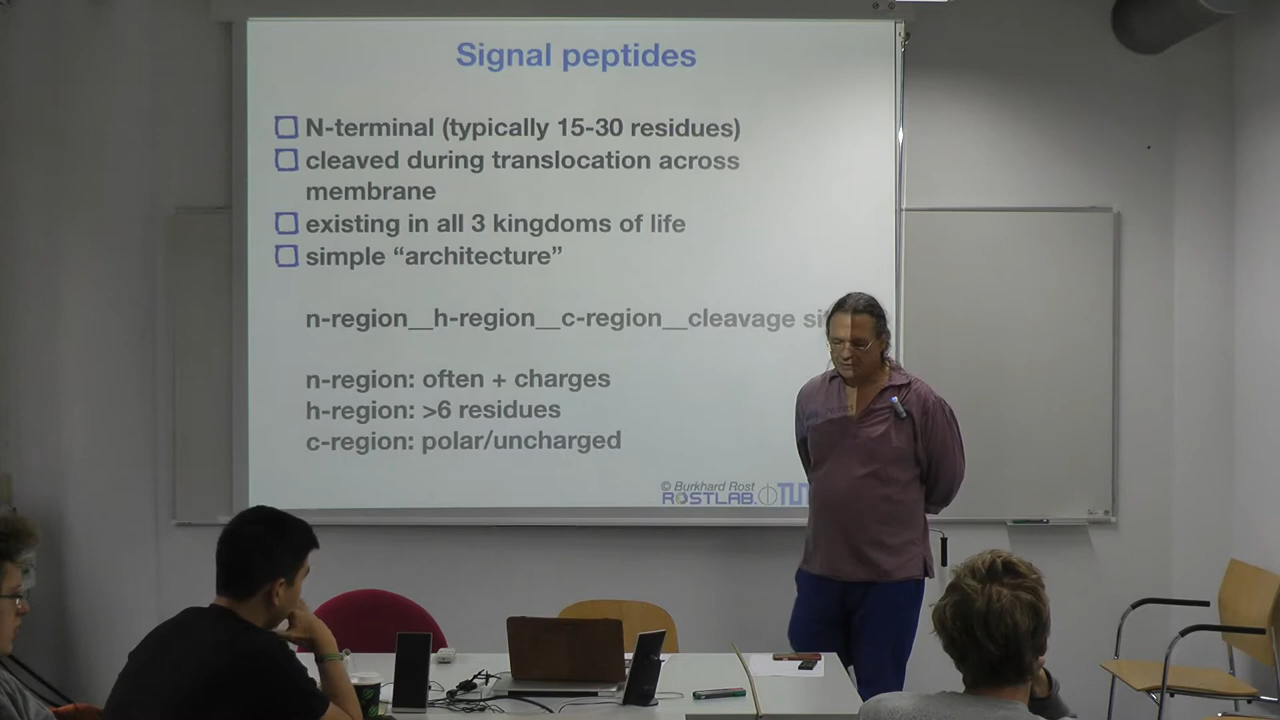 Signal peptides
N-terminal (typically 15-30 residues)
cleaved during translocation across
membrane
existing in all 3 kingdoms of life
simple “architecture”
n-region__h-region__c-region__cleavage si
n-region: often + charges
h-region: >6 residues
c-region: polar/uncharged
© Burkhard Rost
ROSTLAB.